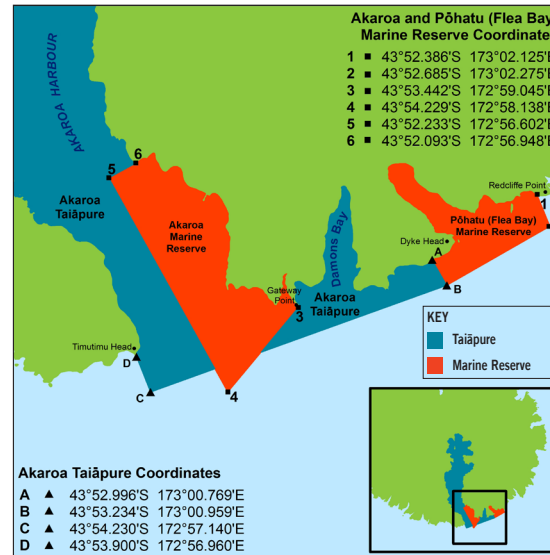 Akaroa and Pōhatu (Flea Bay
Marine Reserve Coordinate
1 ■ 43°52.386'S 173°02.125'E
2 ■ 43°52.685'S 173°02.275'E
3 ■ 43°53.442'S 172°59.045'E
4 ■ 43°54.229'S 172°58.138'E
5 ■ 43°52.233'S 172°56.602'E
6 ■ 43°52.093'S 172°56.948'E
AKAROA HARBOUR
6
5
Akaroa
Taiāpure
Akaroa
Marine
Reserve
Damons Bay
Redcliffe Point
1
Pōhatu (Flea Bay)
Marine Reserve
Dyke Head
A
B
Gateway
Point
3
Akaroa
Taiāpure
Timutimu Head
D
C
4
KEY
Taiāpure
Marine Reserve
Akaroa Taiāpure Coordinates
A ▲ 43°52.996'S 173°00.769'E
B ▲ 43°53.234'S 173°00.959'E
C ▲ 43°54.230'S 172°57.140'E
D ▲ 43°53.900'S 172°56.960'E